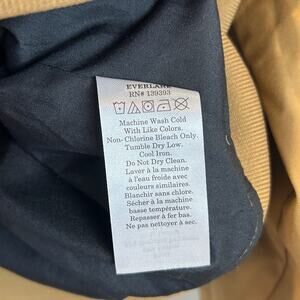 EVERLANE
RN# 139393
Machine Wash Cold
With Like Colors.
Non-Chlorine Bleach Only.
Tumble Dry Low.
Cool Iron.
Do Not Dry Clean.
Laver à la machine
à l'eau froide avec
couleurs similaires.
Blanchir sans chlore.
Sécher à la machine
basse température.
Repasser à fer bas.
Ne pas nettoyer à sec.